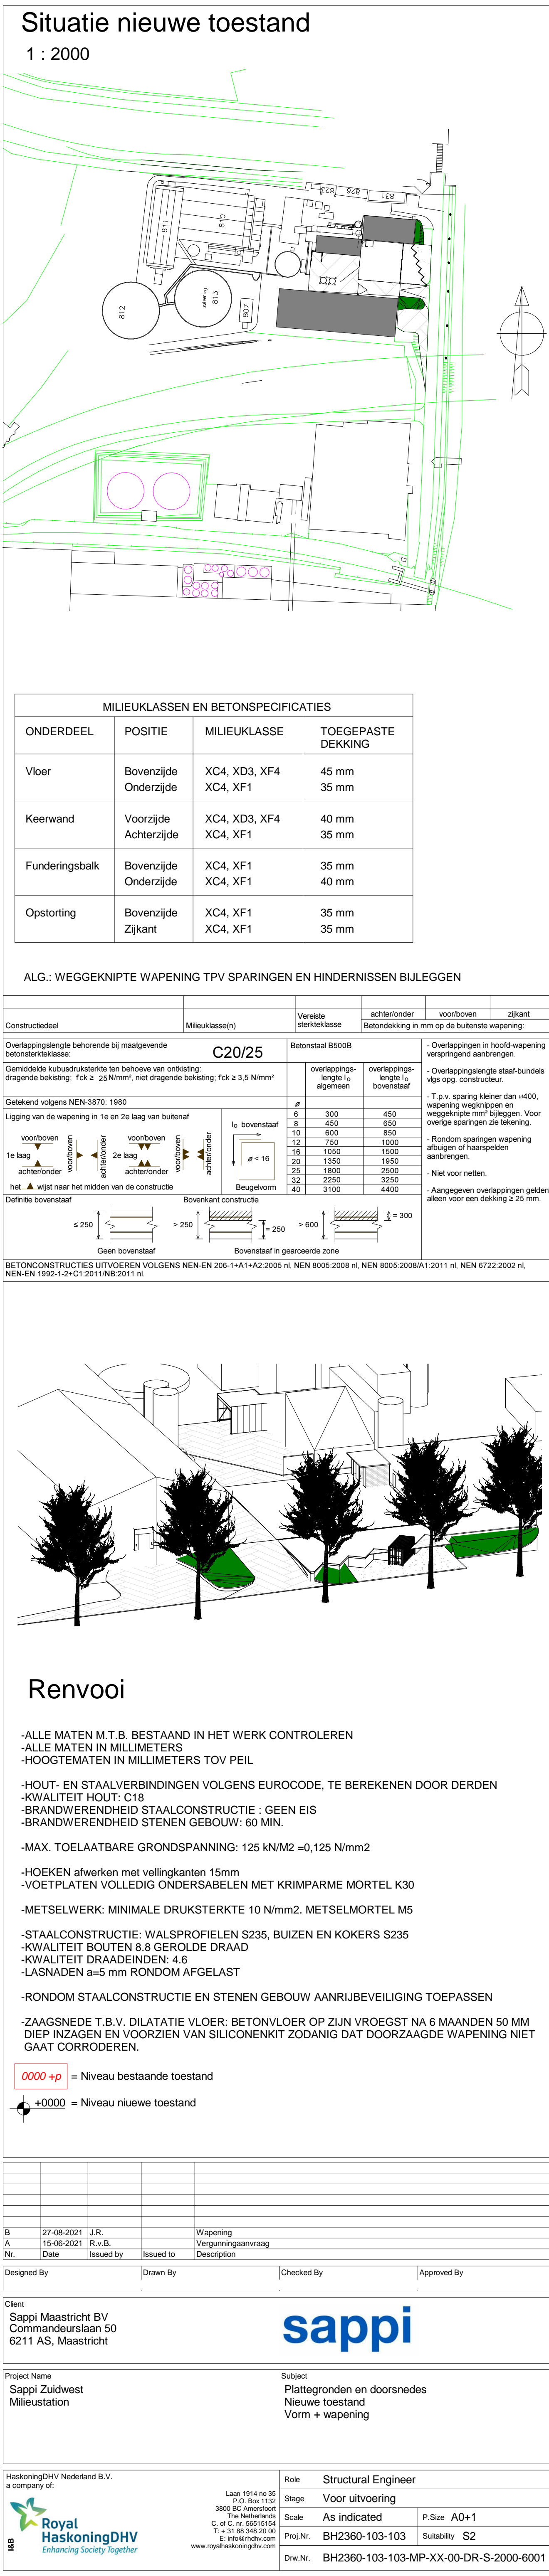 Situatie nieuwe toestand
1 : 2000
823
826
831
811
810
812
zuivering
813
807
MILIEUKLASSEN EN BETONSPECIFICATIES
ONDERDEEL POSITIE MILIEUKLASSE TOEGEPASTE DEKKING
Vloer Bovenzijde XC4, XD3, XF4 45 mm
Onderzijde XC4, XF1 35 mm
Keerwand Voorzijde XC4, XD3, XF4 40 mm
Achterzijde XC4, XF1 35 mm
Funderingsbalk Bovenzijde XC4, XF1 35 mm
Onderzijde XC4, XF1 40 mm
Opstorting Bovenzijde XC4, XF1 35 mm
Zijkant XC4, XF1 35 mm
ALG.: WEGGEKNIPTE WAPENING TPV SPARINGEN EN HINDERNISSEN BIJLEGGEN
Constructiedeel Milieuklasse(n) Vereiste sterkteklasse achter/onder voor/boven zijkant
Betondekking in mm op de buitenste wapening:
Overlappingslengte behorende bij maatgevende
betonsterkteklasse: C20/25
Gemiddelde kubusdruksterkte ten behoeve van ontkisting:
dragende bekisting; f'ck ≥ 25 N/mm², niet dragende bekisting; f'ck ≥ 3,5 N/mm²
Getekend volgens NEN-3870: 1980
Ligging van de wapening in 1e en 2e laag van buitenaf
voor/boven
1e laag
achter/onder
voor/boven
achter/onder
voor/boven
2e laag
achter/onder
voor/boven
achter/onder
het wijst naar het midden van de constructie
l0 bovenstaaf
ø < 16
Beugelvorm
Betonstaal B500B
ø overlappings-lengte l0 algemeen overlappings-lengte l0 bovenstaaf
6 300 450
8 450 650
10 600 850
12 750 1000
16 1050 1500
20 1350 1950
25 1800 2500
32 2250 3250
40 3100 4400
- Overlappingen in hoofd-wapening
verspringend aanbrengen.
- Overlappingslengte staaf-bundels
vlgs opg. constructeur.
- T.p.v. sparing kleiner dan ⌀400,
wapening wegknippen en
weggeknipte mm² bijleggen. Voor
overige sparingen zie tekening.
- Rondom sparingen wapening
afbuigen of haarspelden
aanbrengen.
- Niet voor netten.
- Aangegeven overlappingen gelden
alleen voor een dekking ≥ 25 mm.
Definitie bovenstaaf Bovenkant constructie
≤ 250
> 250
= 250
> 600
= 300
Geen bovenstaaf Bovenstaaf in gearceerde zone
BETONCONSTRUCTIES UITVOEREN VOLGENS NEN-EN 206-1+A1+A2:2005 nl, NEN 8005:2008 nl, NEN 8005:2008/A1:2011 nl, NEN 6722:2002 nl,
NEN-EN 1992-1-2+C1:2011/NB:2011 nl.
Renvooi
-ALLE MATEN M.T.B. BESTAAND IN HET WERK CONTROLEREN
-ALLE MATEN IN MILLIMETERS
-HOOGTEMATEN IN MILLIMETERS TOV PEIL
-HOUT- EN STAALVERBINDINGEN VOLGENS EUROCODE, TE BEREKENEN DOOR DERDEN
-KWALITEIT HOUT: C18
-BRANDWERENDHEID STAALCONSTRUCTIE : GEEN EIS
-BRANDWERENDHEID STENEN GEBOUW: 60 MIN.
-MAX. TOELAATBARE GRONDSPANNING: 125 kN/M2 =0,125 N/mm2
-HOEKEN afwerken met vellingkanten 15mm
-VOETPLATEN VOLLEDIG ONDERSABELEN MET KRIMPARME MORTEL K30
-METSELWERK: MINIMALE DRUKSTERKTE 10 N/mm2. METSELMORTEL M5
-STAALCONSTRUCTIE: WALSPROFIELEN S235, BUIZEN EN KOKERS S235
-KWALITEIT BOUTEN 8.8 GEROLDE DRAAD
-KWALITEIT DRAADEINDEN: 4.6
-LASNADEN a=5 mm RONDOM AFGELAST
-RONDOM STAALCONSTRUCTIE EN STENEN GEBOUW AANRIJBEVEILIGING TOEPASSEN
-ZAAGSNEDE T.B.V. DILATATIE VLOER: BETONVLOER OP ZIJN VROEGST NA 6 MAANDEN 50 MM
DIEP INZAGEN EN VOORZIEN VAN SILICONENKIT ZODANIG DAT DOORZAAGDE WAPENING NIET
GAAT CORRODEREN.
0000 +p = Niveau bestaande toestand
+0000 = Niveau niuewe toestand
B 27-08-2021 J.R. Wapening
A 15-06-2021 R.v.B. Vergunningaanvraag
Nr. Date Issued by Issued to Description
Designed By Drawn By Checked By Approved By
Client
Sappi Maastricht BV
Commandeurslaan 50
6211 AS, Maastricht
sappi
Project Name
Sappi Zuidwest
Milieustation
Subject
Plattegronden en doorsnedes
Nieuwe toestand
Vorm + wapening
HaskoningDHV Nederland B.V.
a company of:
I&B
Royal
HaskoningDHV
Enhancing Society Together
Laan 1914 no 35
P.O. Box 1132
3800 BC Amersfoort
The Netherlands
C. of C. nr. 56515154
T: + 31 88 348 20 00
E: info@rhdhv.com
www.royalhaskoningdhv.com
Role Structural Engineer
Stage Voor uitvoering
Scale As indicated P.Size A0+1
Proj.Nr. BH2360-103-103 Suitability S2
Drw.Nr. BH2360-103-103-MP-XX-00-DR-S-2000-6001